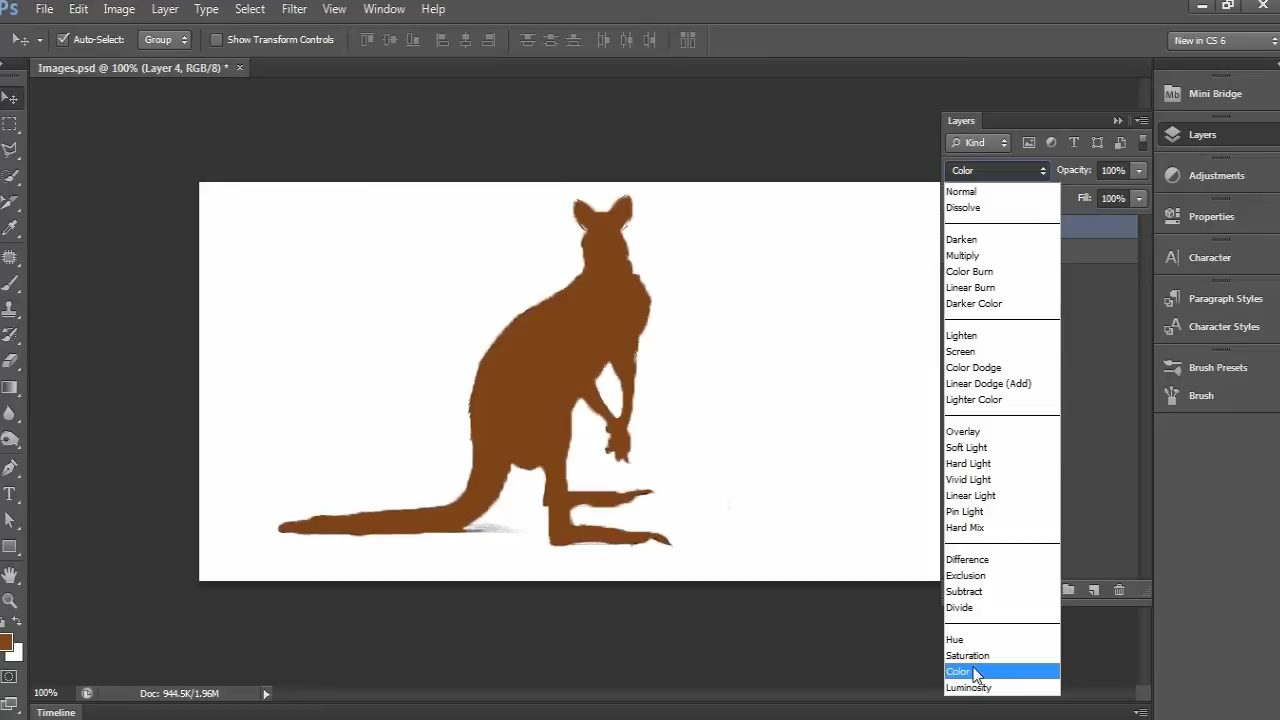 Ps File Edit Image Layer Type Select Filter View Window Help
Auto-Select: Group Show Transform Controls New in CS 6
Images.psd @ 100% (Layer 4, RGB/8) * ×
Layers
Kind
Color Opacity: 100%
Fill: 100%
Normal
Dissolve
Darken
Multiply
Color Burn
Linear Burn
Darker Color
Lighten
Screen
Color Dodge
Linear Dodge (Add)
Lighter Color
Overlay
Soft Light
Hard Light
Vivid Light
Linear Light
Pin Light
Hard Mix
Difference
Exclusion
Subtract
Divide
Hue
Saturation
Color
Luminosity
Mb Mini Bridge
Layers
Adjustments
Properties
A| Character
Paragraph Styles
Character Styles
Brush Presets
Brush
100% Doc: 944.5K/1.96M
Timeline